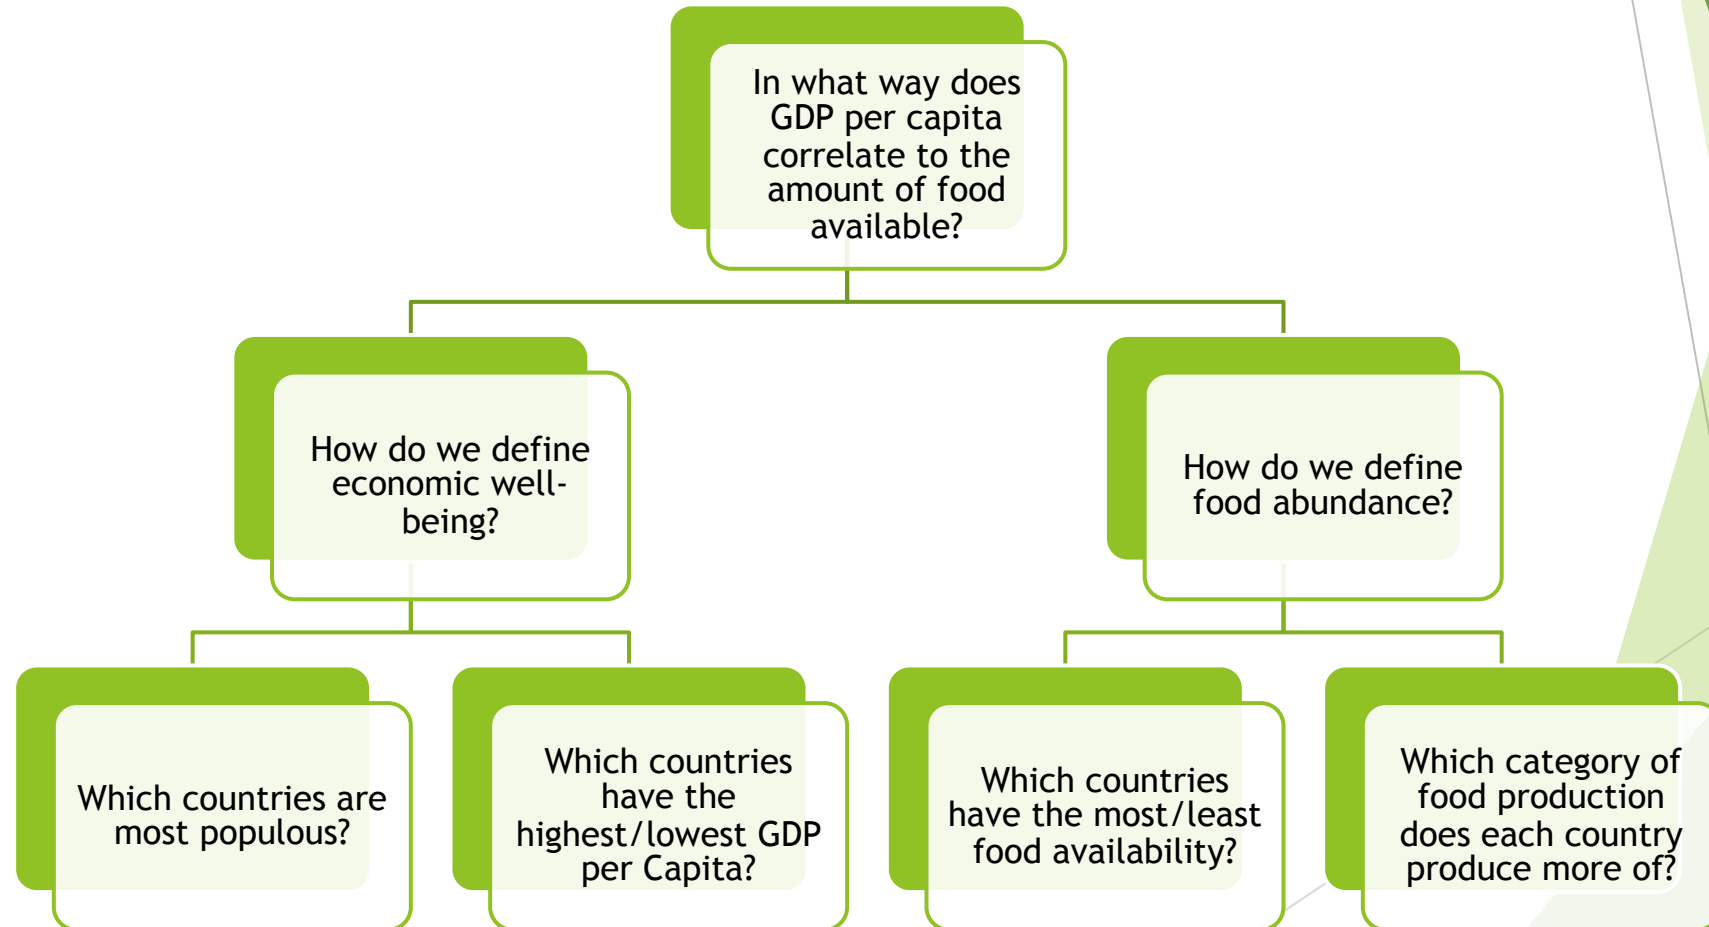 In what way does
GDP per capita
correlate to the
amount of food
available?
How do we define
economic well-
being?
How do we define
food abundance?
Which countries are
most populous?
Which countries
have the
highest/lowest GDP
per Capita?
Which countries
have the most/least
food availability?
Which category of
food production
does each country
produce more of?